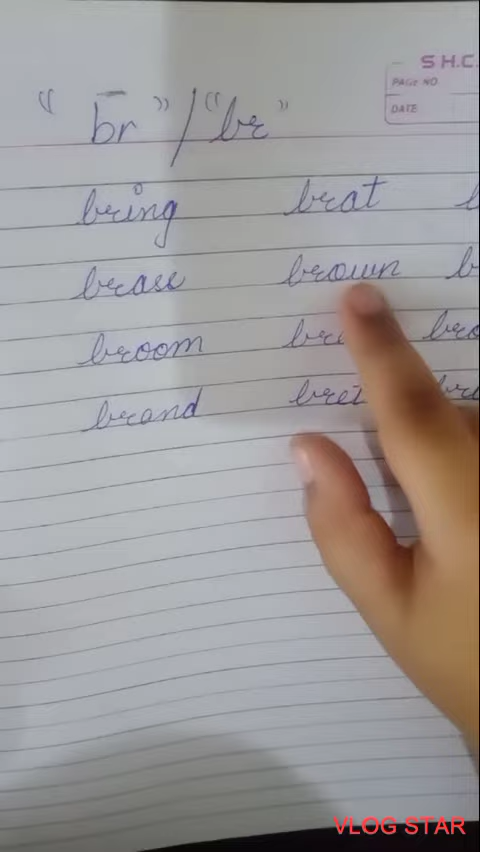 S.H.C.
PAGE NO.
DATE
"br" / "br"
bring brat
brass brown
broom
brand
VLOG STAR